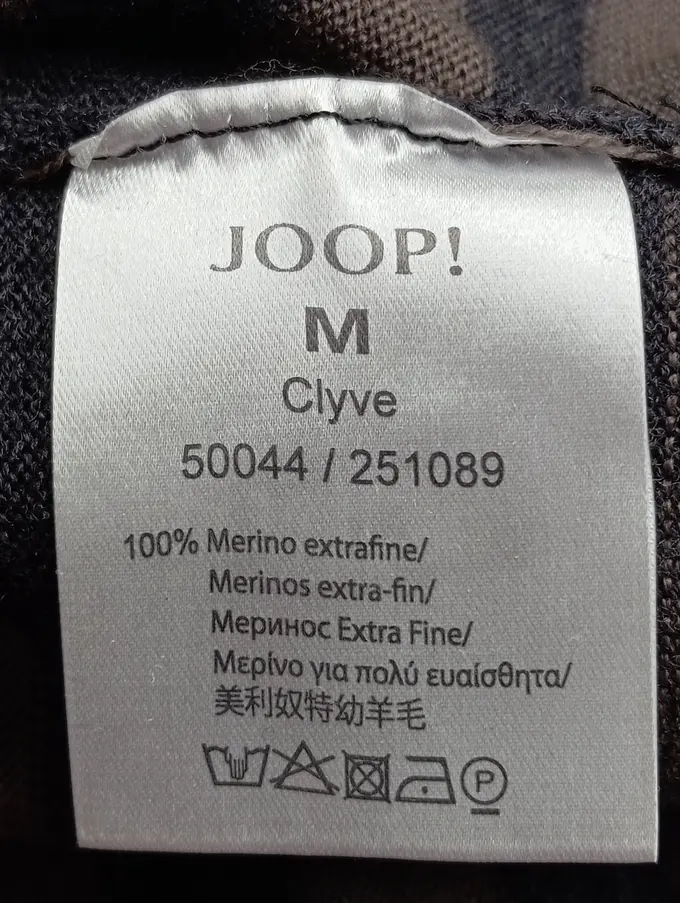 JOOP!
M
Clyve
50044 / 251089
100% Merino extrafine/
Merinos extra-fin/
Меринос Extra Fine/
Μερίνο για πολύ ευαίσθητα/
美利奴特幼羊毛
P